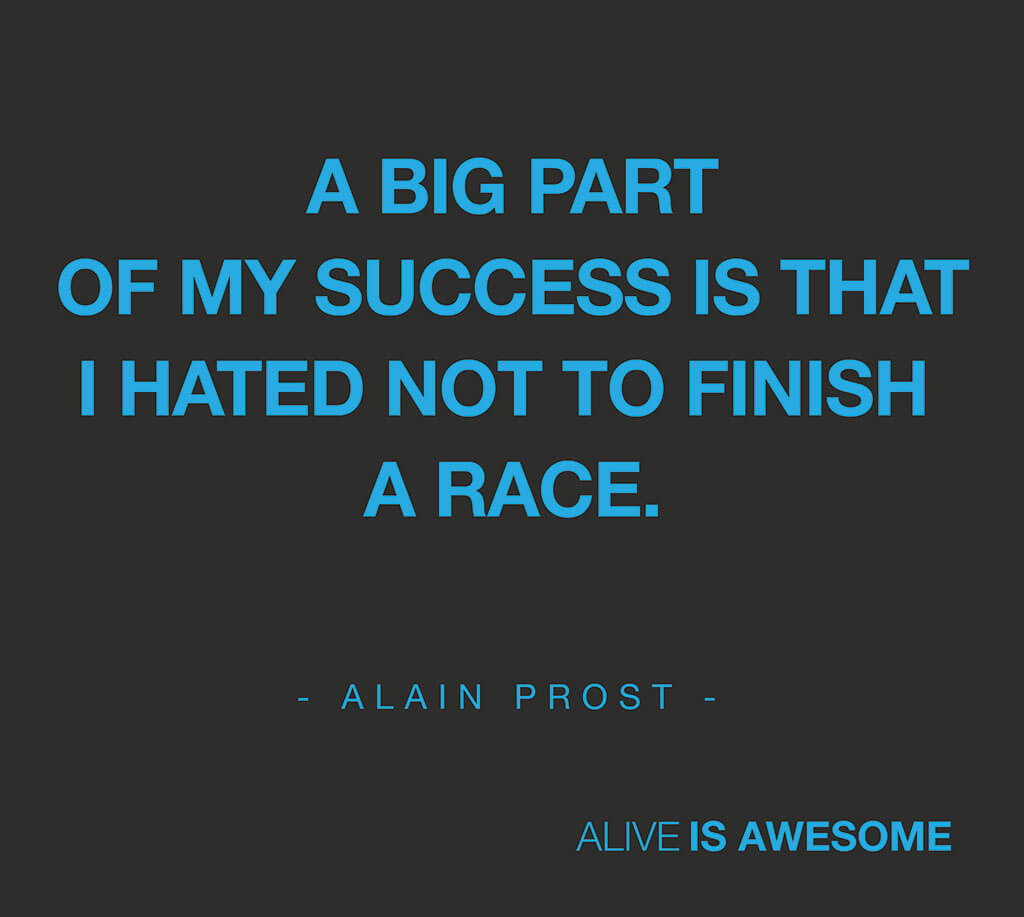 A BIG PART
OF MY SUCCESS IS THAT
I HATED NOT TO FINISH
A RACE.
- ALAIN PROST -
ALIVE IS AWESOME